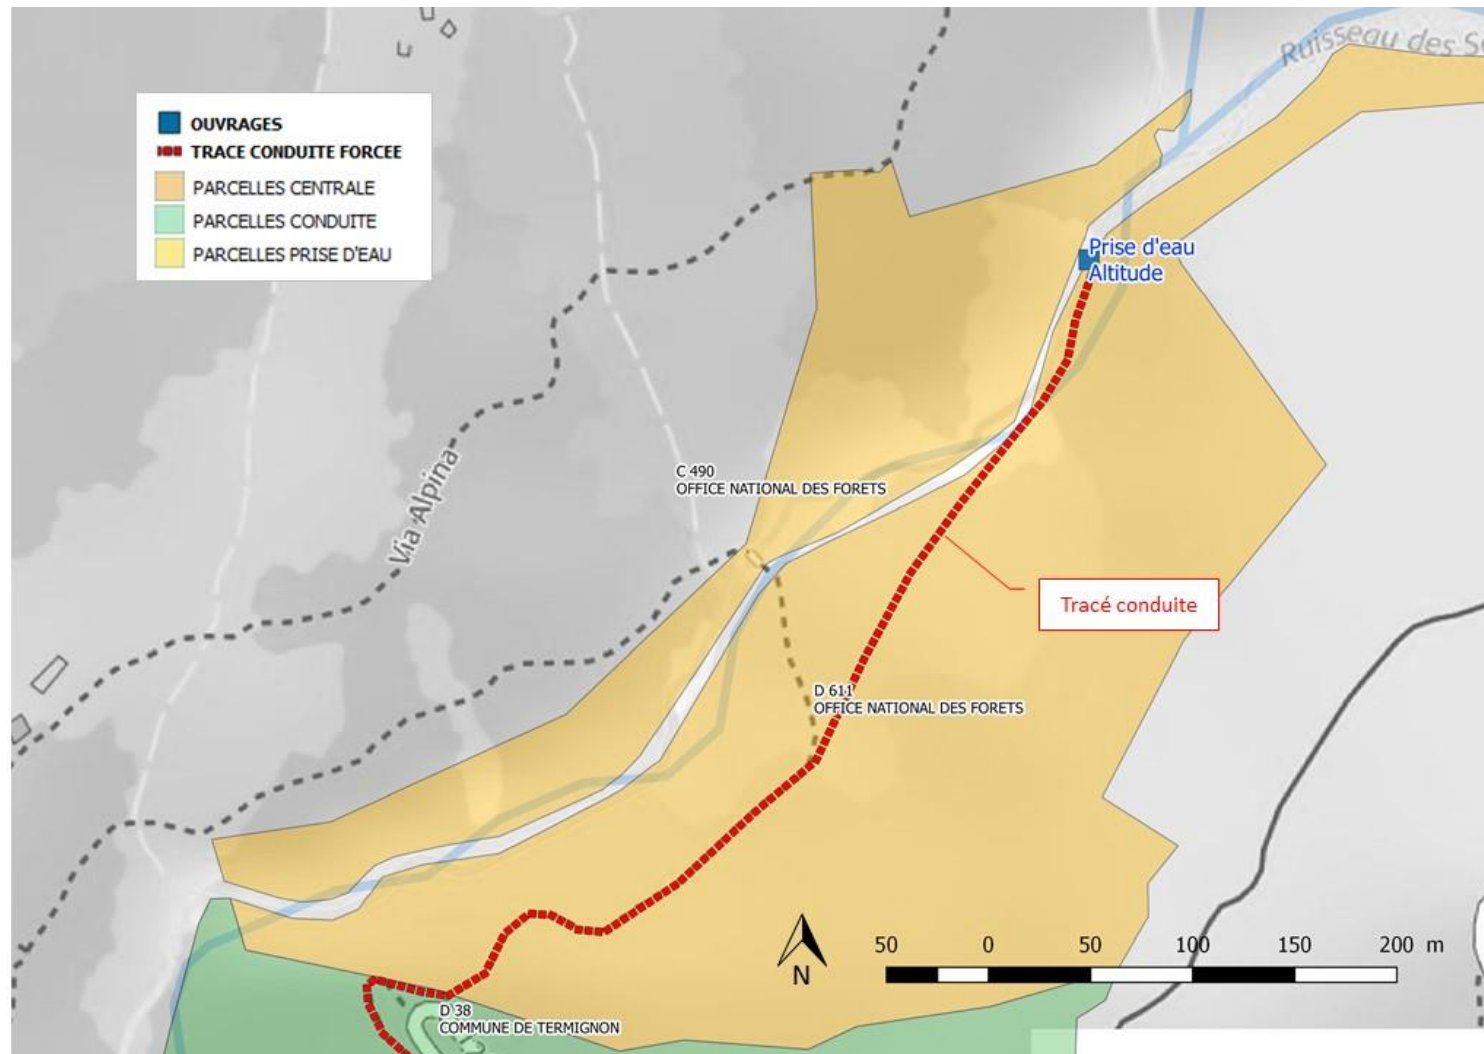 Ruisseau des
OUVRAGES
TRACE CONDUITE FORCEE
PARCELLES CENTRALE
PARCELLES CONDUITE
PARCELLES PRISE D'EAU
Prise d'eau
Altitude
Via Alpina
C 490
OFFICE NATIONAL DES FORETS
Tracé conduite
D 611
OFFICE NATIONAL DES FORETS
50 0 50 100 150 200 m
N
D 38
COMMUNE DE TERMIGNON